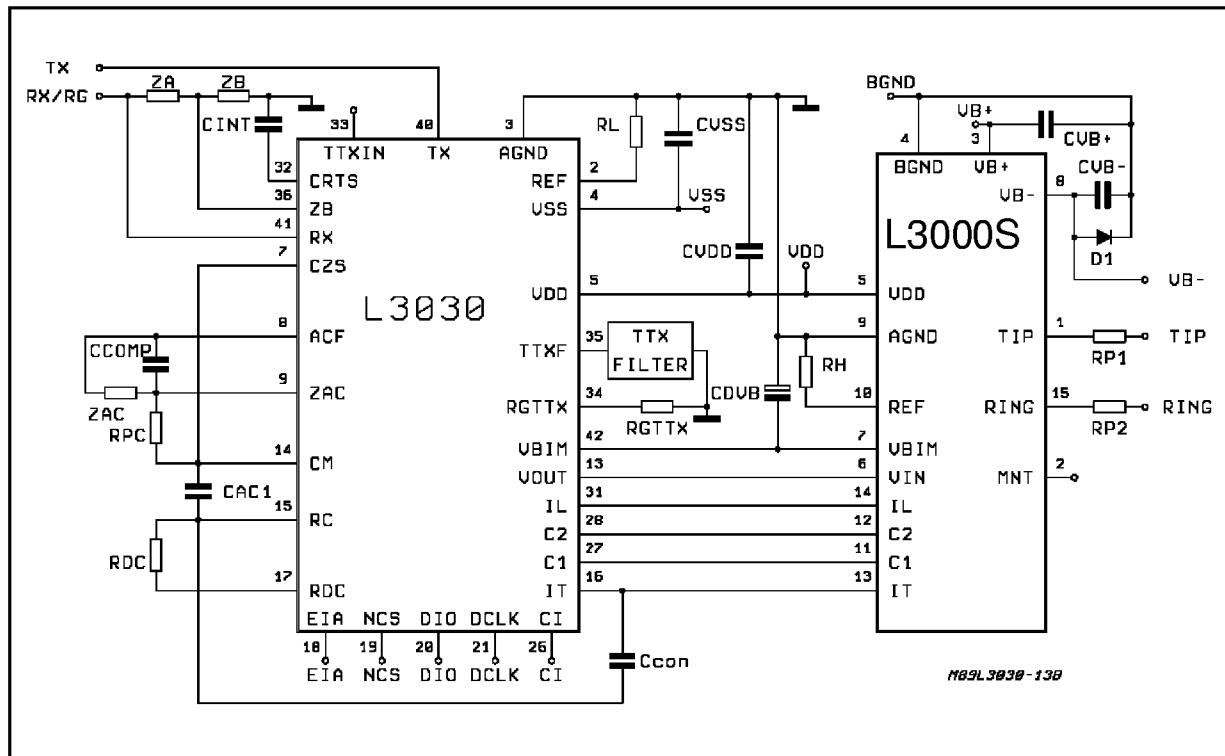 TX
RX/RG
ZA
ZB
CINT
33
40
3
TTXIN
TX
AGND
32
CRTS
36
ZB
41
RX
7
CZS
L3030
8
ACF
CCOMP
9
ZAC
ZAC
RPC
14
CM
CAC1
15
RC
RDC
17
RDC
EIA NCS DIO DCLK CI
18 19 20 21 26
EIA NCS DIO DCLK CI
RL
CVSS
2
REF
4
VSS
VSS
CVDD
VDD
5
VDD
35
TTXF
TTX
FILTER
34
RGTTX
RGTTX
CDVB
RH
42
VBIM
13
VOUT
31
IL
28
C2
27
C1
16
IT
Ccon
BGND
VB+
4
3
CVB+
BGND
VB+
CVB-
8
VB-
L3000S
D1
VB-
5
VDD
9
AGND
1
TIP
RP1
TIP
10
REF
15
RING
RP2
RING
7
VBIM
6
VIN
2
MNT
14
IL
12
C2
11
C1
13
IT
M89L3030-13B